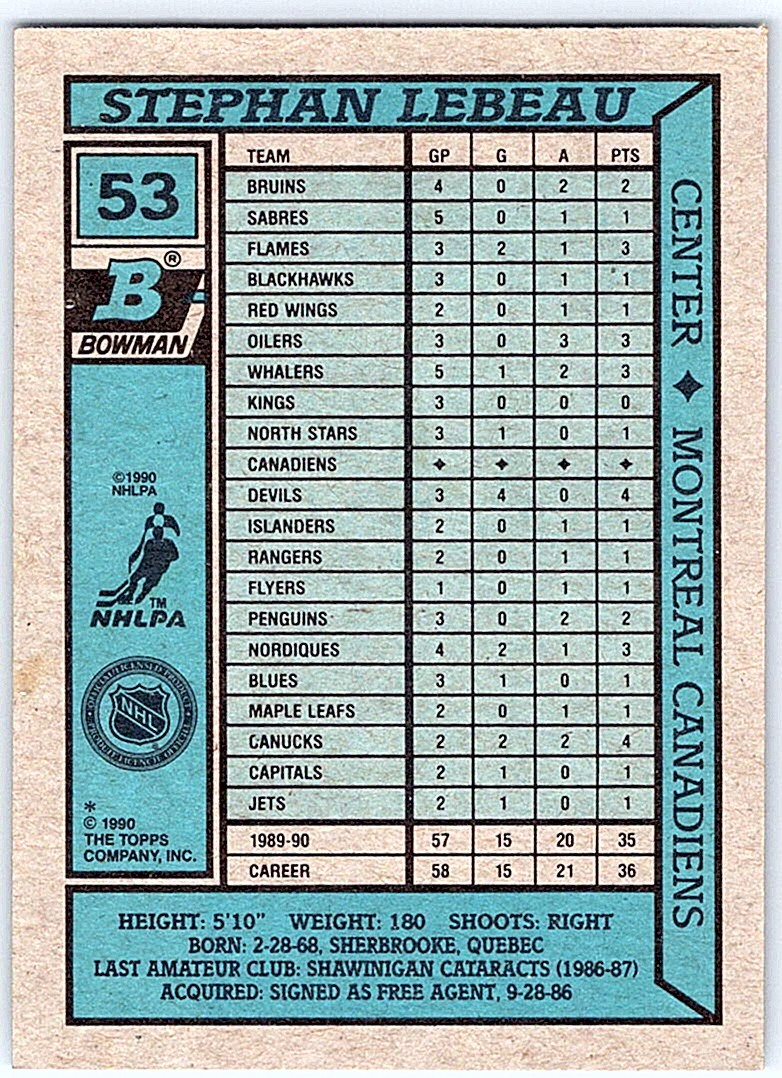 STEPHAN LEBEAU
53
B®
BOWMAN
©1990
NHLPA
TM
NHLPA
NHL
*
© 1990
THE TOPPS
COMPANY, INC.
TEAM GP G A PTS
BRUINS 4 0 2 2
SABRES 5 0 1 1
FLAMES 3 2 1 3
BLACKHAWKS 3 0 1 1
RED WINGS 2 0 1 1
OILERS 3 0 3 3
WHALERS 5 1 2 3
KINGS 3 0 0 0
NORTH STARS 3 1 0 1
CANADIENS ✦ ✦ ✦ ✦
DEVILS 3 4 0 4
ISLANDERS 2 0 1 1
RANGERS 2 0 1 1
FLYERS 1 0 1 1
PENGUINS 3 0 2 2
NORDIQUES 4 2 1 3
BLUES 3 1 0 1
MAPLE LEAFS 2 0 1 1
CANUCKS 2 2 2 4
CAPITALS 2 1 0 1
JETS 2 1 0 1
1989-90 57 15 20 35
CAREER 58 15 21 36
CENTER ✦ MONTREAL CANADIENS
HEIGHT: 5'10" WEIGHT: 180 SHOOTS: RIGHT
BORN: 2-28-68, SHERBROOKE, QUEBEC
LAST AMATEUR CLUB: SHAWINIGAN CATARACTS (1986-87)
ACQUIRED: SIGNED AS FREE AGENT, 9-28-86